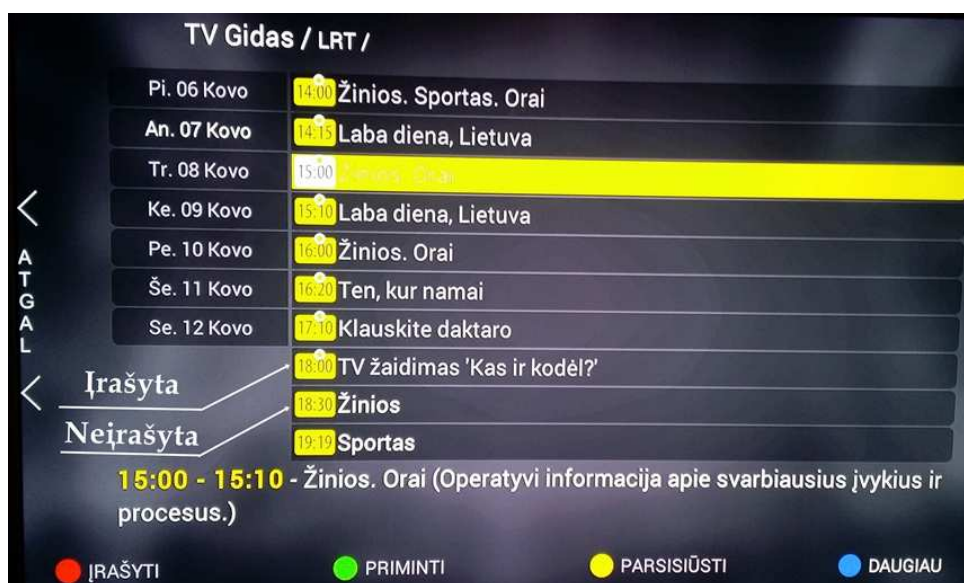 TV Gidas / LRT /
Pi. 06 Kovo
An. 07 Kovo
Tr. 08 Kovo
Ke. 09 Kovo
Pe. 10 Kovo
Še. 11 Kovo
Se. 12 Kovo
14:00 Žinios. Sportas. Orai
14:15 Laba diena, Lietuva
15:00 Žinios. Orai
15:10 Laba diena, Lietuva
16:00 Žinios. Orai
16:20 Ten, kur namai
17:10 Klauskite daktaro
18:00 TV žaidimas 'Kas ir kodėl?'
18:30 Žinios
19:19 Sportas
ATGAL
Įrašyta
Neįrašyta
15:00 - 15:10 - Žinios. Orai (Operatyvi informacija apie svarbiausius įvykius ir
procesus.)
ĮRAŠYTI
PRIMINTI
PARSISIŲSTI
DAUGIAU